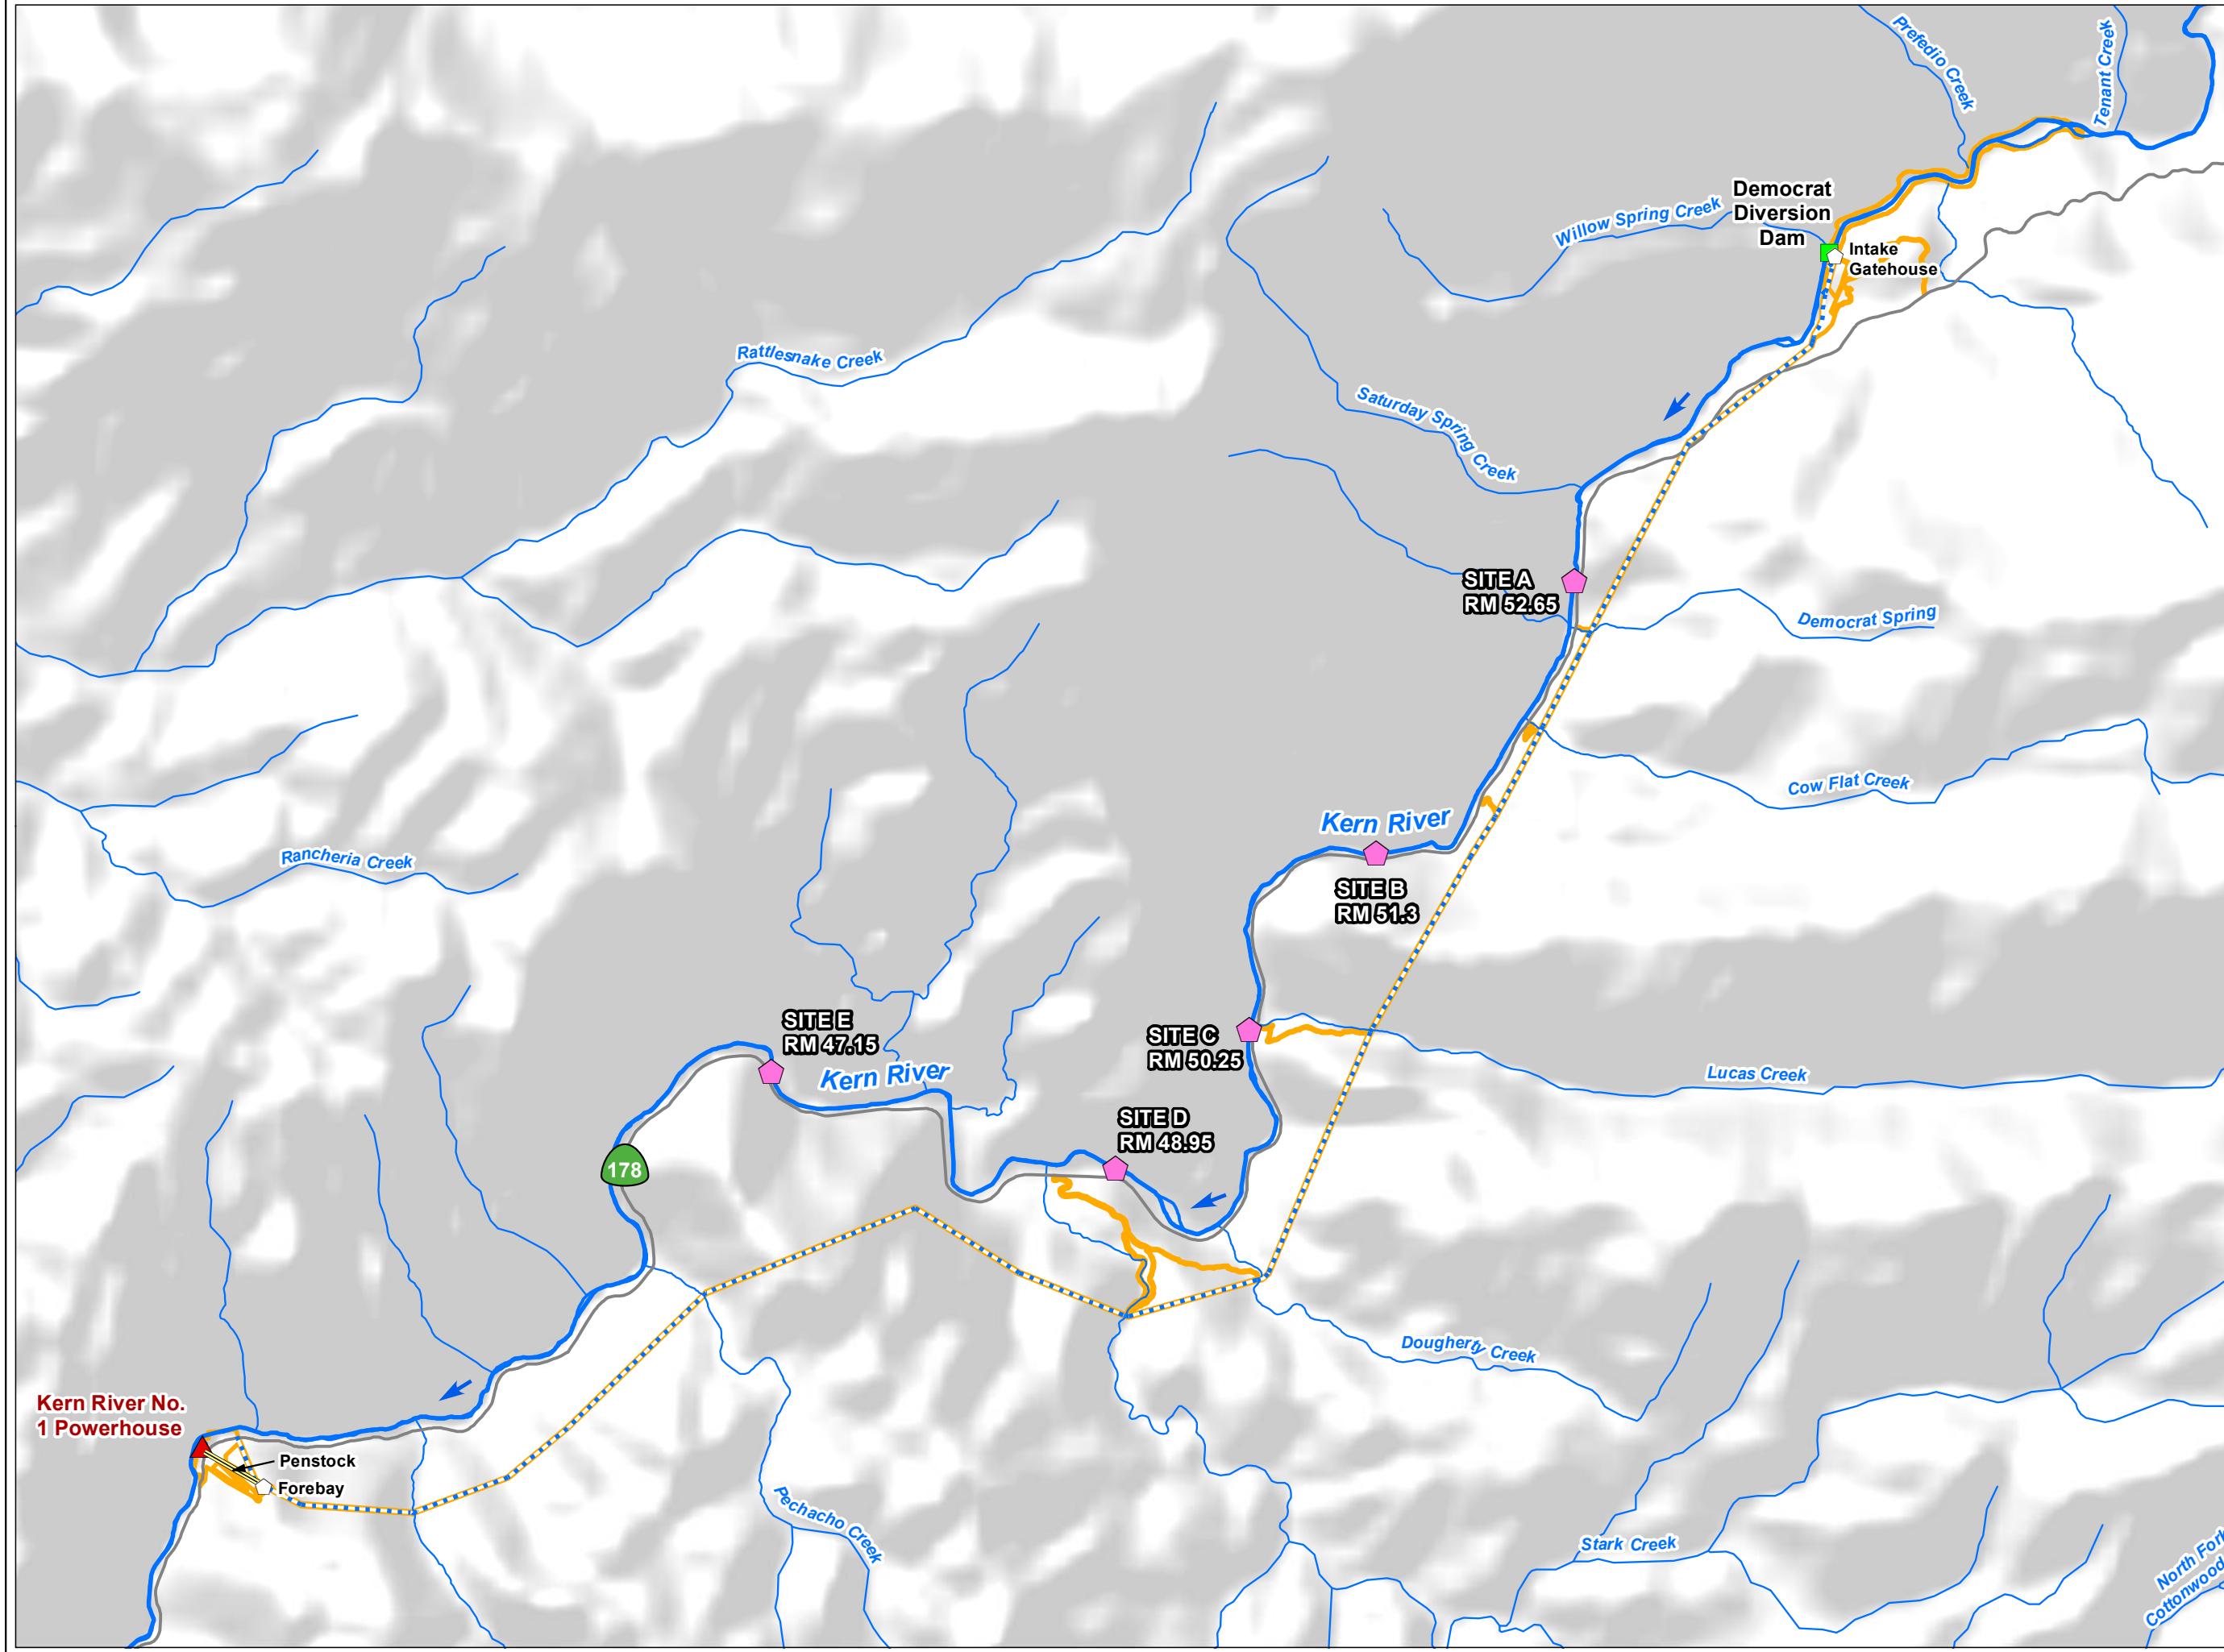 Prefedio Creek
Tenant Creek
Democrat
Diversion
Dam
Willow Spring Creek
Intake
Gatehouse
Rattlesnake Creek
Saturday Spring Creek
SITE A
RM 52.65
Democrat Spring
Cow Flat Creek
Kern River
SITE B
RM 51.3
Rancheria Creek
SITE E
RM 47.15
Kern River
SITE C
RM 50.25
Lucas Creek
SITE D
RM 48.95
178
Dougherty Creek
Kern River No.
1 Powerhouse
Penstock
Forebay
Pechacho Creek
Stark Creek
North Fork
Cottonwood